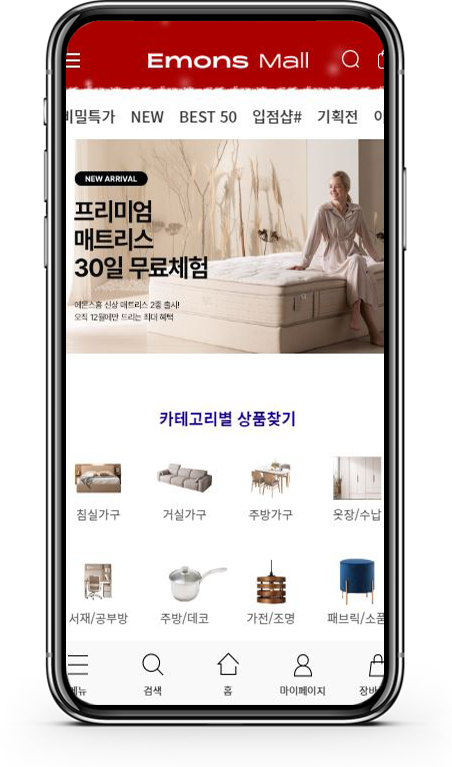 Emons Mall
비밀특가 NEW BEST 50 입점샵# 기획전
NEW ARRIVAL
프리미엄
매트리스
30일 무료체험
에몬스홈 신상 매트리스 2종 출시!
오직 12월에만 드리는 최대 혜택
카테고리별 상품찾기
침실가구 거실가구 주방가구 옷장/수납
서재/공부방 주방/데코 가전/조명 패브릭/소품
메뉴 검색 홈 마이페이지 장바